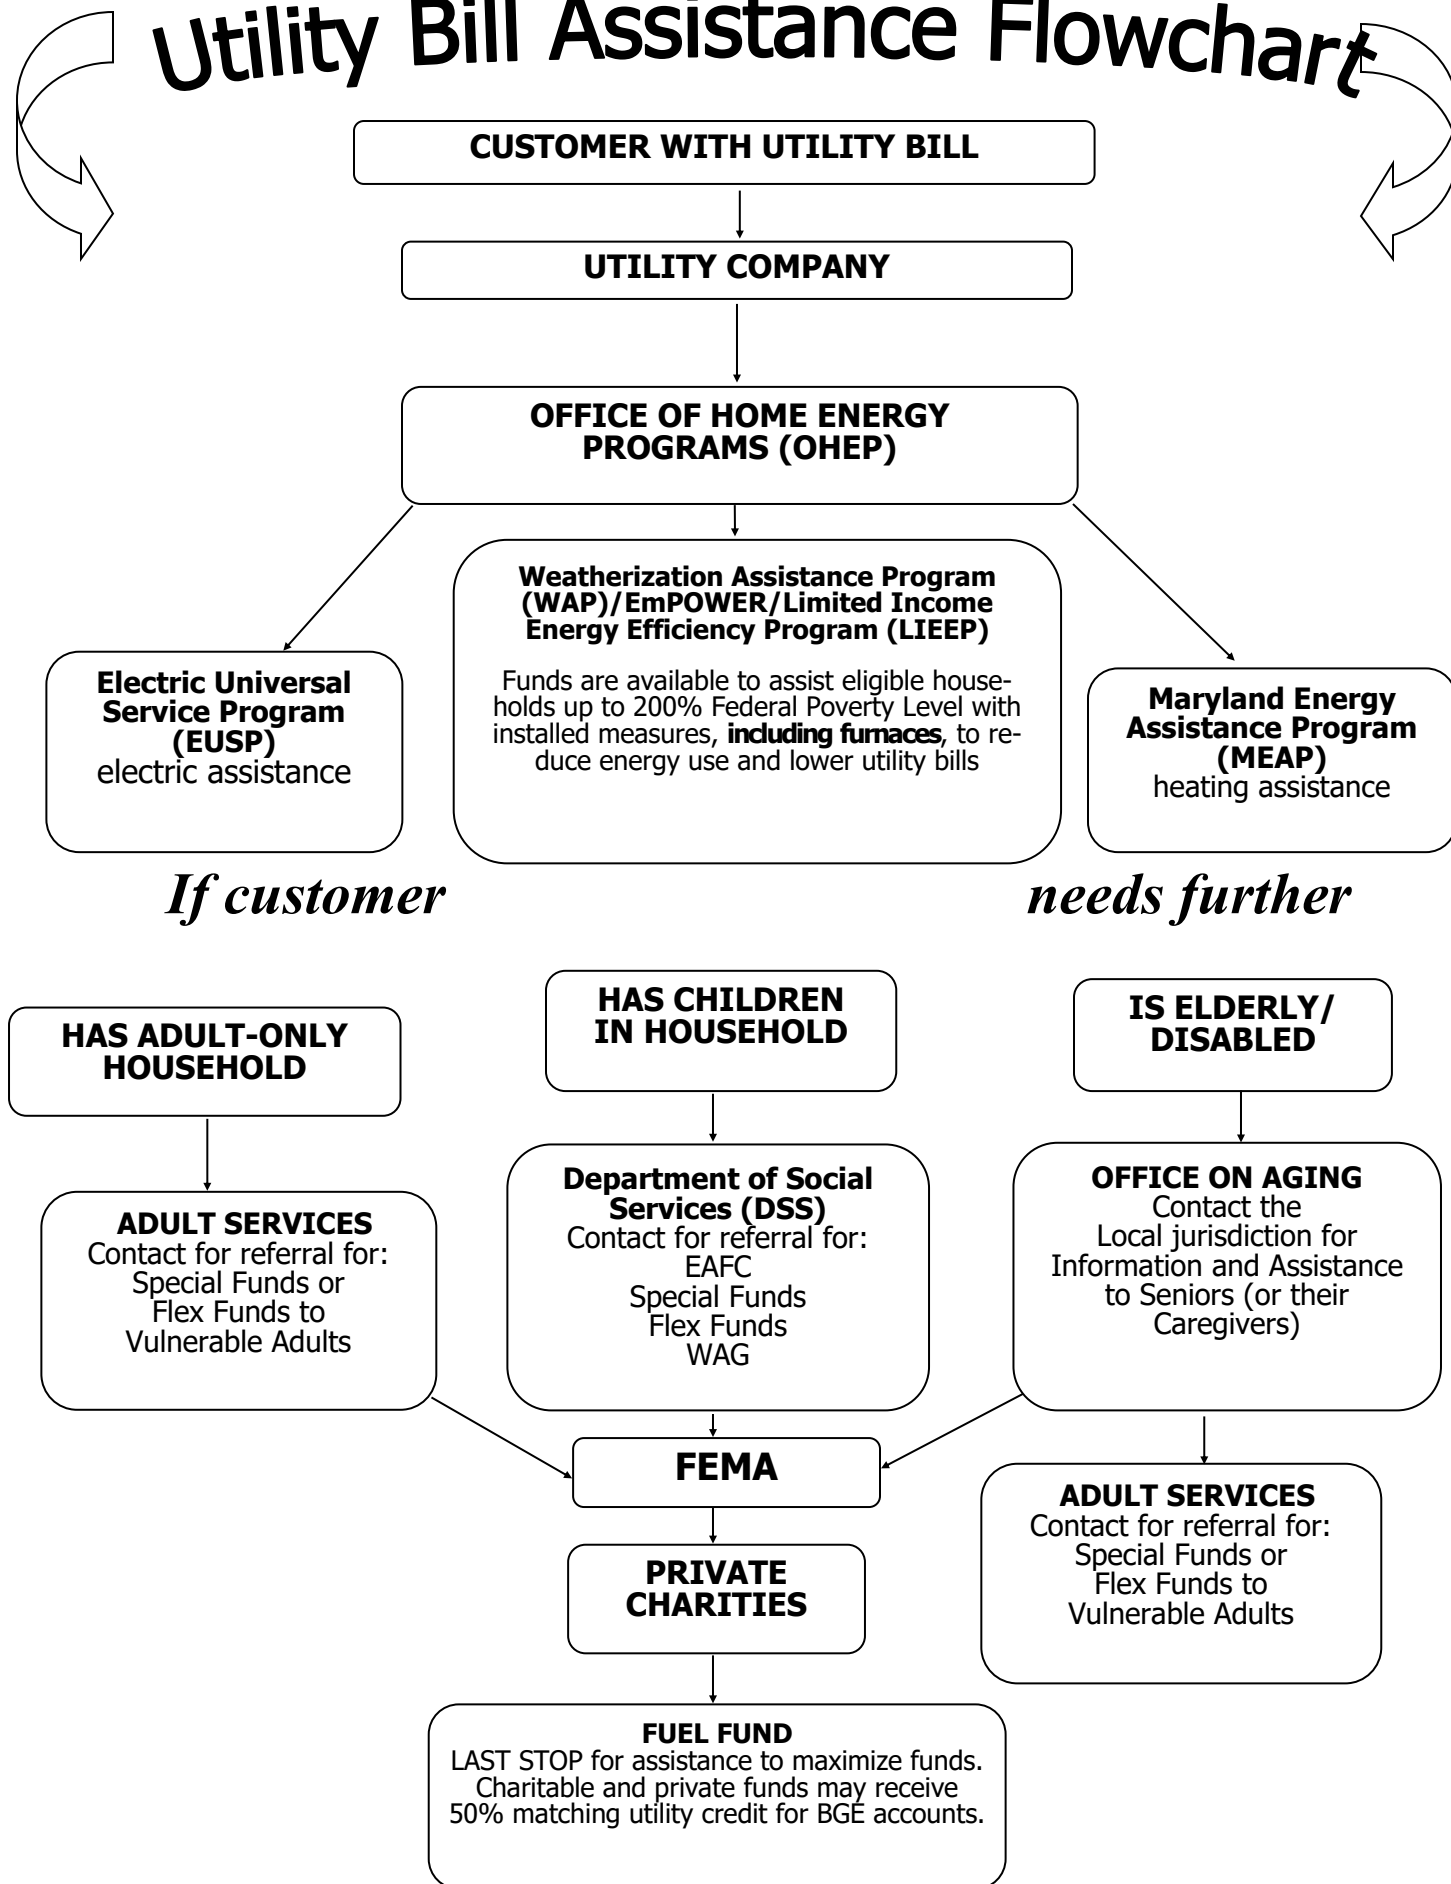 Utility Bill Assistance Flowchart
CUSTOMER WITH UTILITY BILL
UTILITY COMPANY
OFFICE OF HOME ENERGY
PROGRAMS (OHEP)
Electric Universal
Service Program
(EUSP)
electric assistance
Weatherization Assistance Program
(WAP)/EmPOWER/Limited Income
Energy Efficiency Program (LIEEP)
Funds are available to assist eligible house-
holds up to 200% Federal Poverty Level with
installed measures, including furnaces, to re-
duce energy use and lower utility bills
Maryland Energy
Assistance Program
(MEAP)
heating assistance
If customer needs further
HAS ADULT-ONLY
HOUSEHOLD
HAS CHILDREN
IN HOUSEHOLD
IS ELDERLY/
DISABLED
ADULT SERVICES
Contact for referral for:
Special Funds or
Flex Funds to
Vulnerable Adults
Department of Social
Services (DSS)
Contact for referral for:
EAFC
Special Funds
Flex Funds
WAG
OFFICE ON AGING
Contact the
Local jurisdiction for
Information and Assistance
to Seniors (or their
Caregivers)
FEMA
ADULT SERVICES
Contact for referral for:
Special Funds or
Flex Funds to
Vulnerable Adults
PRIVATE
CHARITIES
FUEL FUND
LAST STOP for assistance to maximize funds.
Charitable and private funds may receive
50% matching utility credit for BGE accounts.